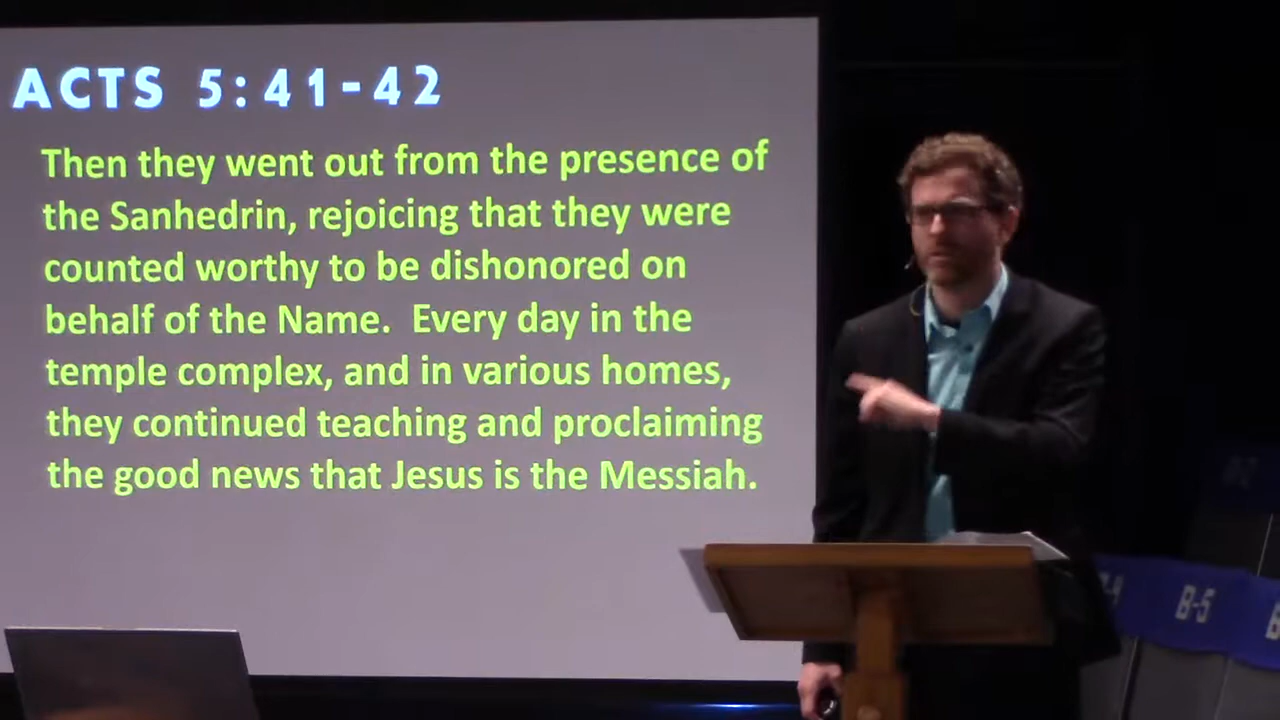 ACTS 5:41-42
Then they went out from the presence of
the Sanhedrin, rejoicing that they were
counted worthy to be dishonored on
behalf of the Name. Every day in the
temple complex, and in various homes,
they continued teaching and proclaiming
the good news that Jesus is the Messiah.
B-5